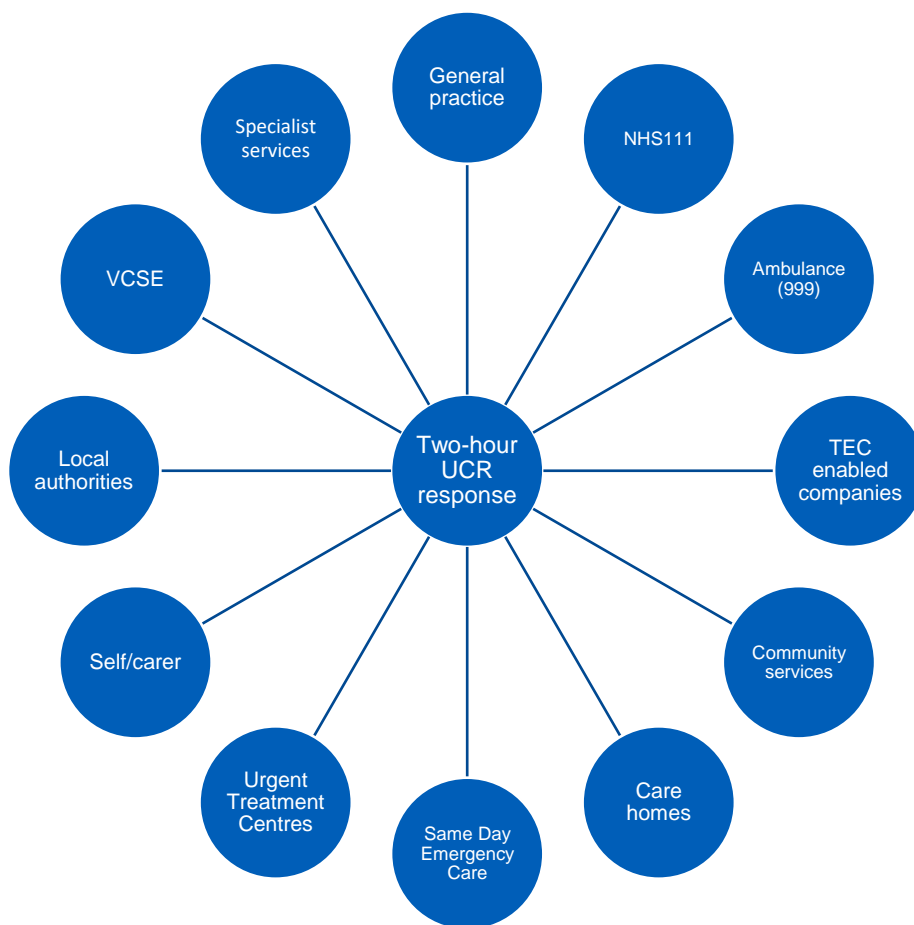 General
practice
NHS111
Ambulance
(999)
TEC
enabled
companies
Community
services
Care
homes
Same Day
Emergency
Care
Urgent
Treatment
Centres
Self/carer
Local
authorities
VCSE
Specialist
services
Two-hour
UCR
response